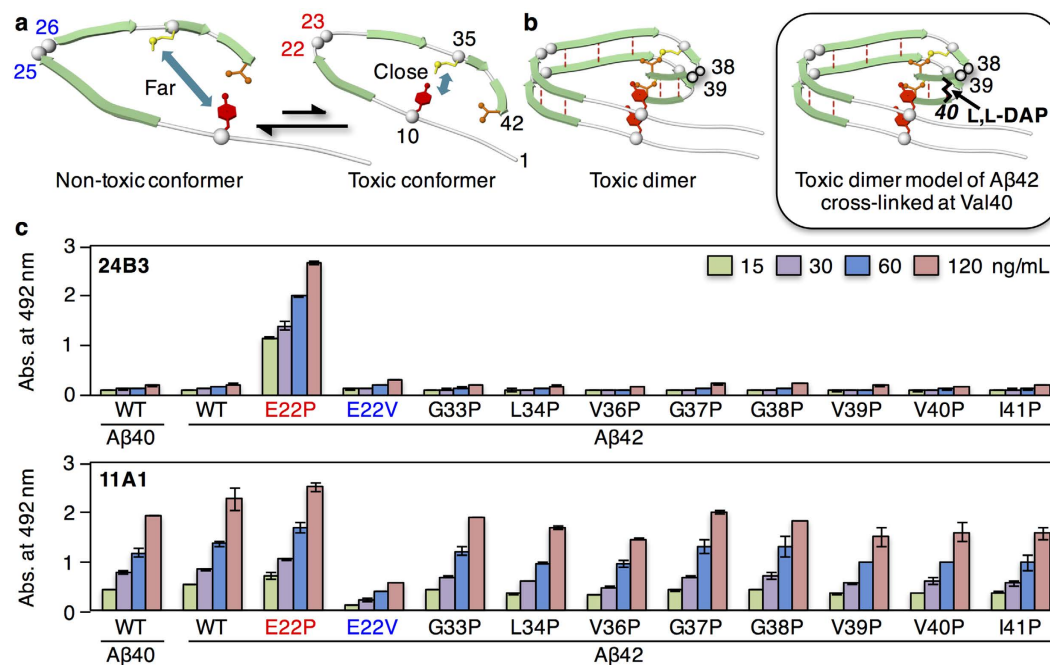 a
b
26
25
23
22
35
Far
Close
10
42
1
Non-toxic conformer
Toxic conformer
38
39
Toxic dimer
38
39
40
L,L-DAP
Toxic dimer model of Aβ42
cross-linked at Val40
c
24B3
15 30 60 120 ng/mL
Abs. at 492 nm
3
2
1
0
WT WT E22P E22V G33P L34P V36P G37P G38P V39P V40P I41P
Aβ40 Aβ42
11A1
Abs. at 492 nm
3
2
1
0
WT WT E22P E22V G33P L34P V36P G37P G38P V39P V40P I41P
Aβ40 Aβ42